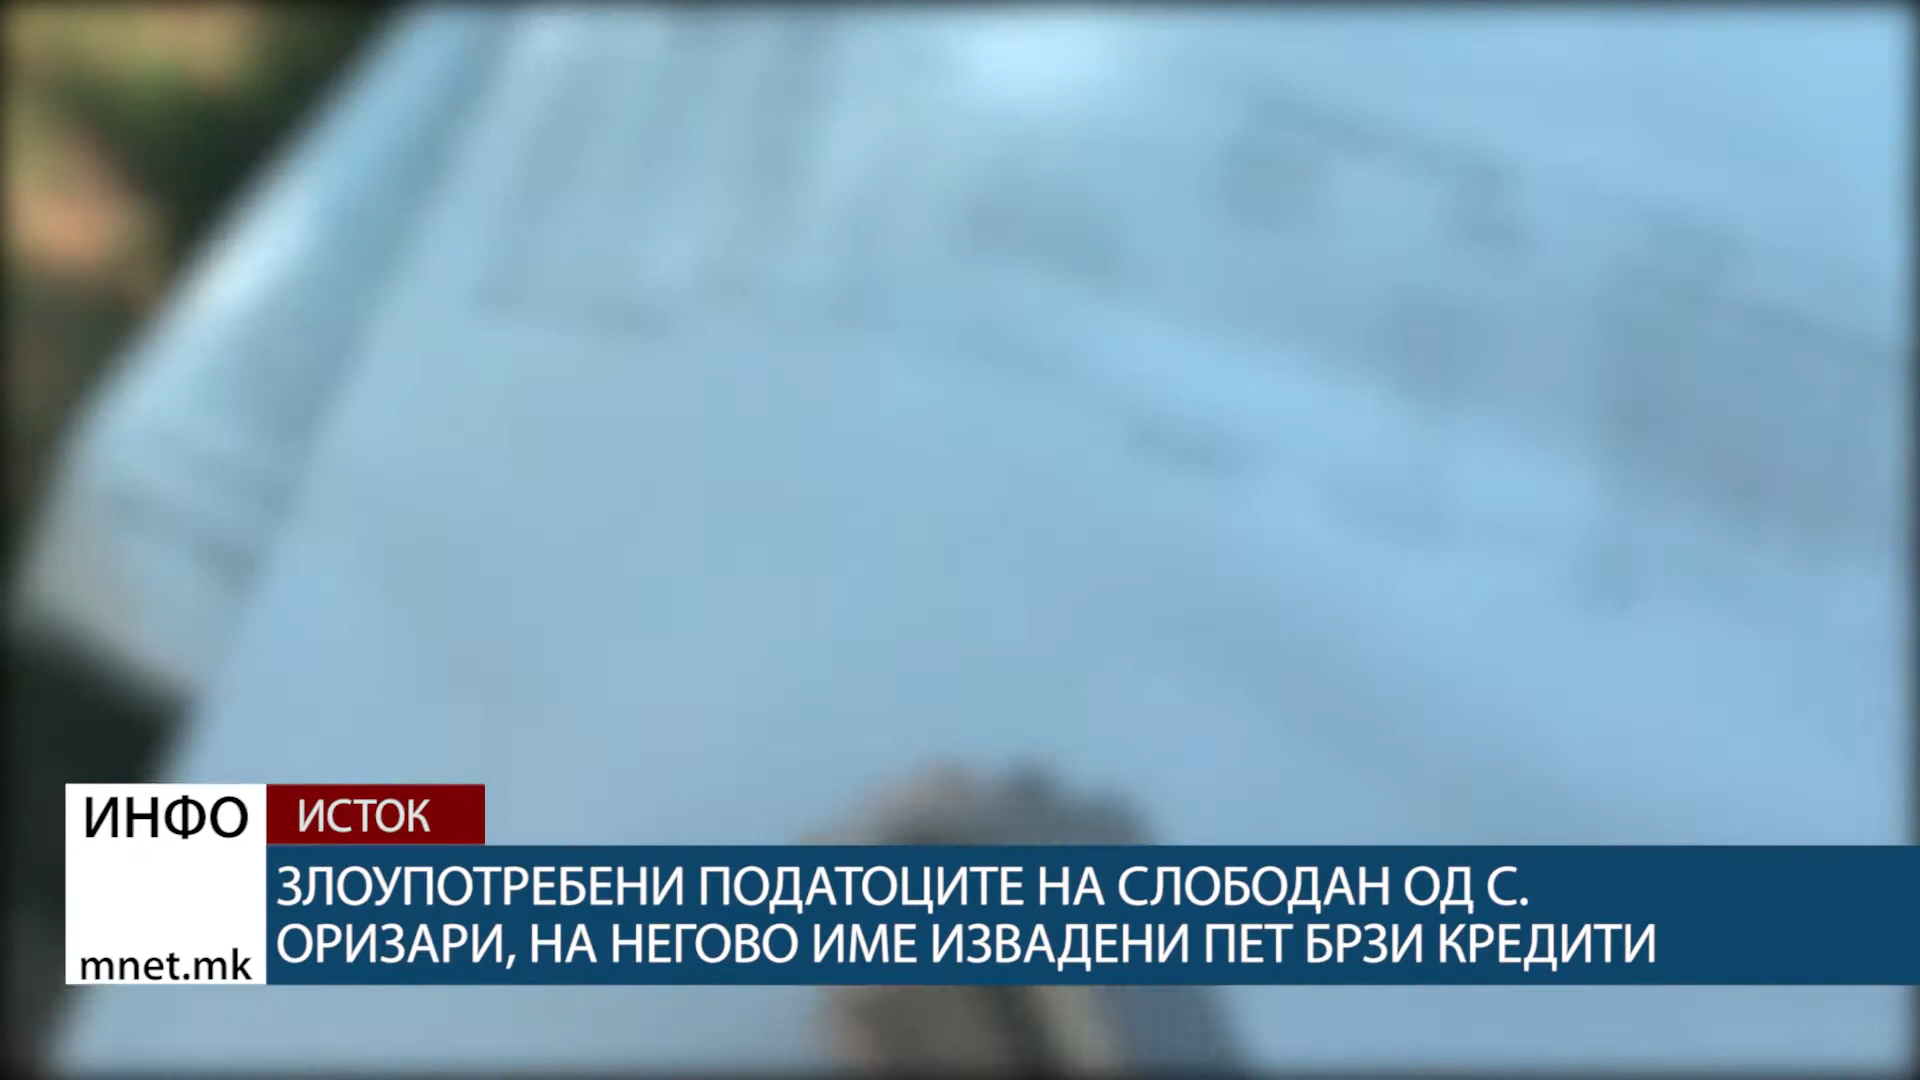 ИНФО
ИСТОК
ЗЛОУПОТРЕБЕНИ ПОДАТОЦИТЕ НА СЛОБОДАН ОД С.
ОРИЗАРИ, НА НЕГОВО ИМЕ ИЗВАДЕНИ ПЕТ БРЗИ КРЕДИТИ
mnet.mk